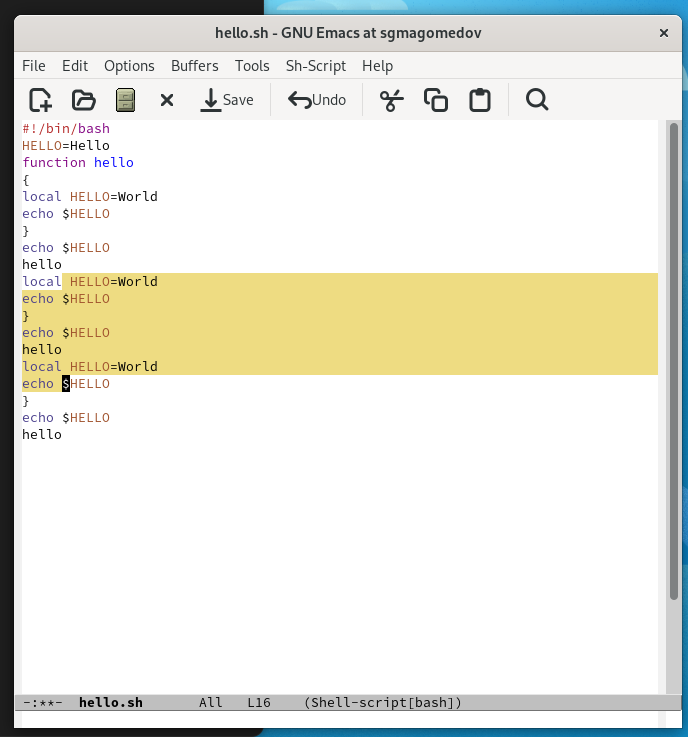 hello.sh - GNU Emacs at sgmagomedov ×
File Edit Options Buffers Tools Sh-Script Help
Save Undo
#!/bin/bash
HELLO=Hello
function hello
{
local HELLO=World
echo $HELLO
}
echo $HELLO
hello
local HELLO=World
echo $HELLO
}
echo $HELLO
hello
local HELLO=World
echo $HELLO
}
echo $HELLO
hello
-:**- hello.sh All L16 (Shell-script[bash])